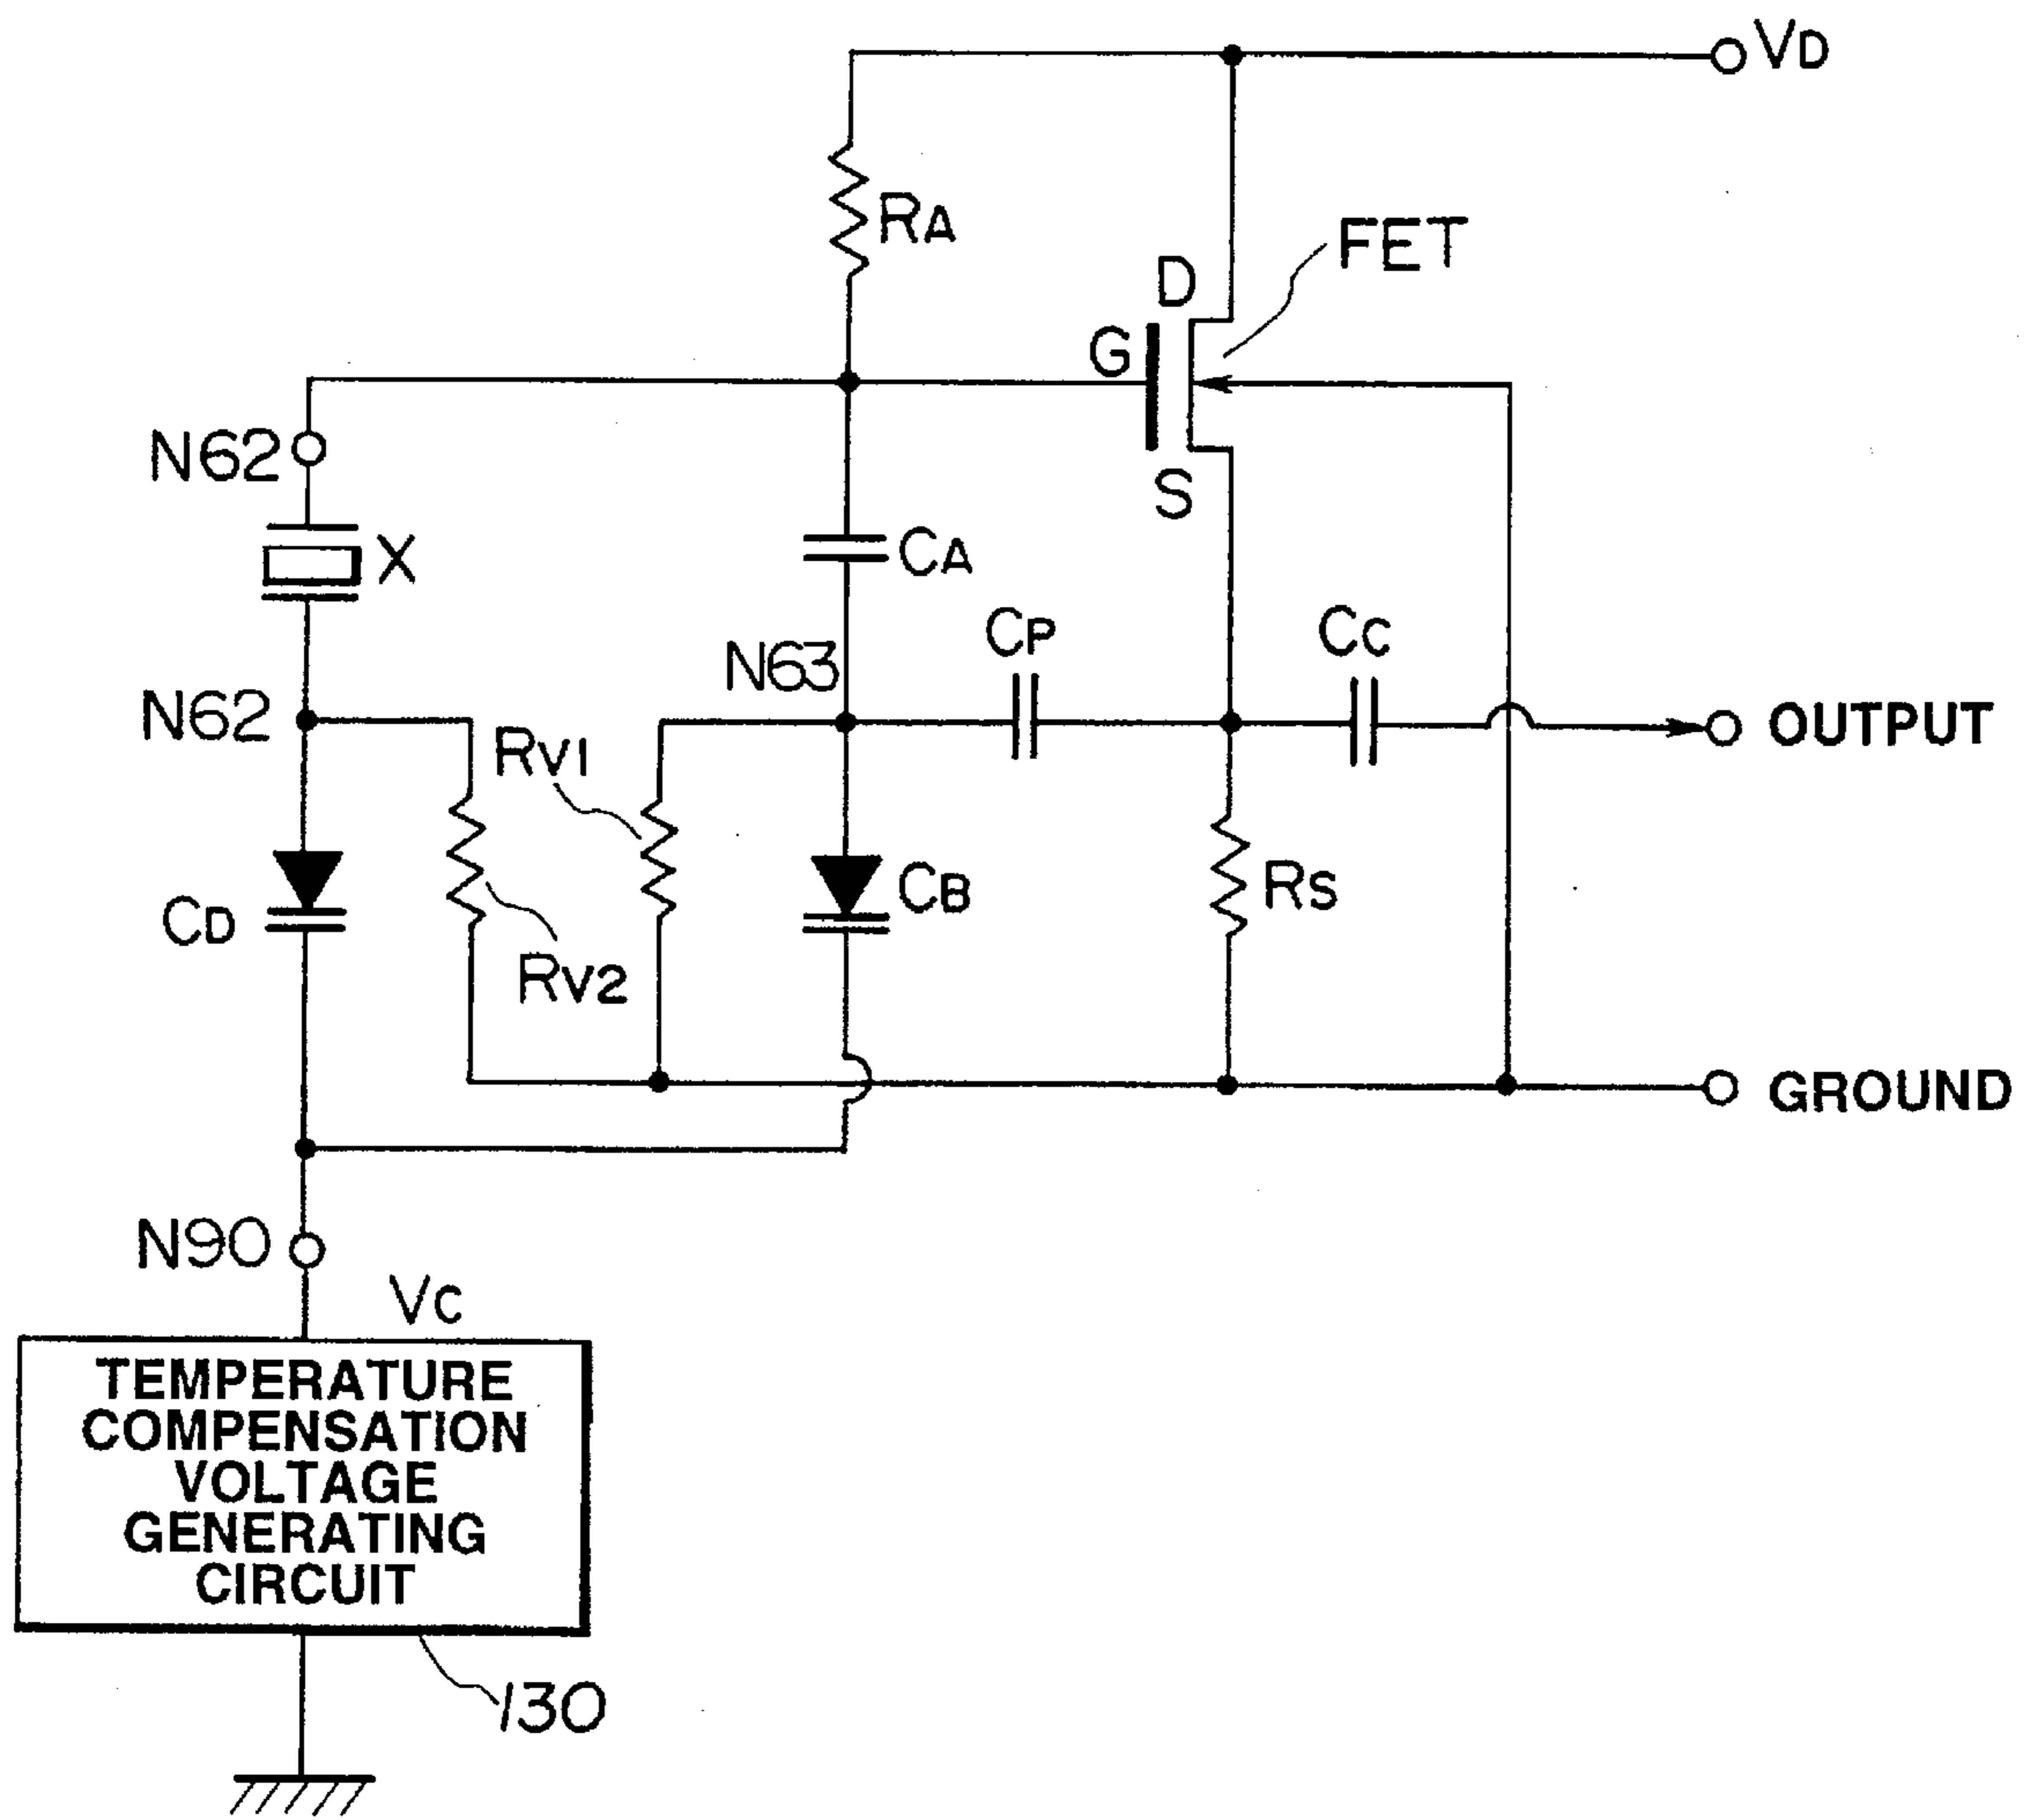 VD
RA
FET
D
G
N62
S
X
CA
CP
CC
N63
N62
RV1
OUTPUT
CD
CB
RS
RV2
GROUND
N90
VC
TEMPERATURE
COMPENSATION
VOLTAGE
GENERATING
CIRCUIT
130